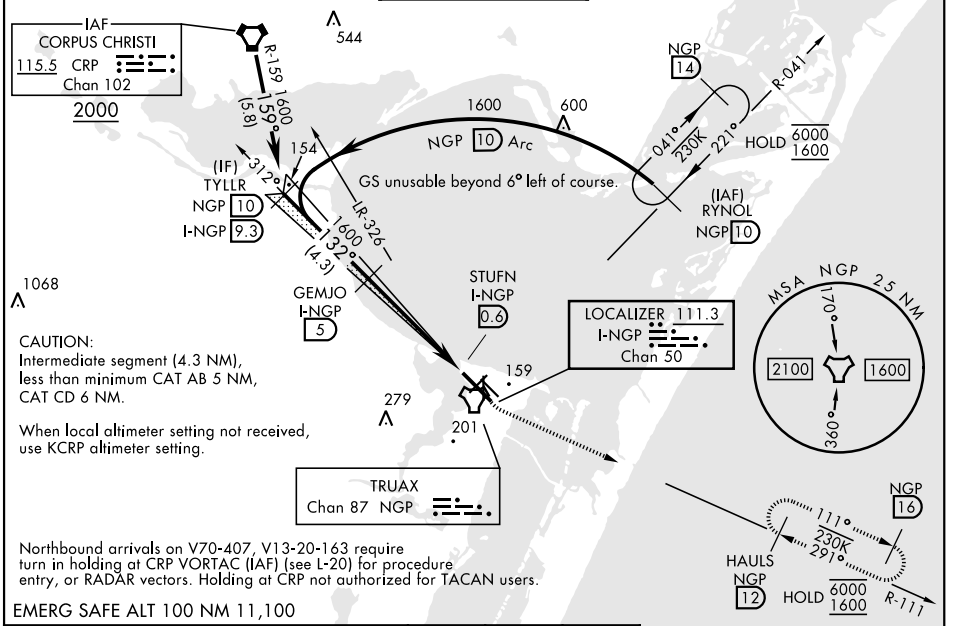 IAF
CORPUS CHRISTI
115.5 CRP
Chan 102
2000
R-159
1600
159°
(5.8)
544
NGP
14
R-041
041°
230K
221°
HOLD 6000
1600
1600
600
NGP 10 Arc
GS unusable beyond 6° left of course.
(IAF)
RYNOL
NGP 10
154
312°
(IF)
TYLLR
NGP 10
I-NGP 9.3
LR-326
1600
132°
(4.3)
GEMJO
I-NGP
5
STUFN
I-NGP
0.6
LOCALIZER 111.3
I-NGP
Chan 50
MSA NGP 25 NM
170°
2100
1600
360°
1068
CAUTION:
Intermediate segment (4.3 NM),
less than minimum CAT AB 5 NM,
CAT CD 6 NM.
When local altimeter setting not received,
use KCRP altimeter setting.
159
279
201
TRUAX
Chan 87 NGP
NGP
16
111°
230K
291°
HAULS
NGP
12
HOLD 6000
1600
R-111
Northbound arrivals on V70-407, V13-20-163 require
turn in holding at CRP VORTAC (IAF) (see L-20) for procedure
entry, or RADAR vectors. Holding at CRP not authorized for TACAN users.
EMERG SAFE ALT 100 NM 11,100